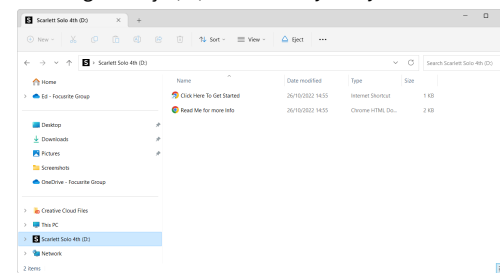 Scarlett Solo 4th (D:)
New
Sort
View
Eject
Scarlett Solo 4th (D:)
Search Scarlett Solo 4th (D:)
Name
Date modified
Type
Size
Home
Ed - Focusrite Group
Desktop
Downloads
Pictures
Screenshots
OneDrive - Focusrite Group
Creative Cloud Files
This PC
Scarlett Solo 4th (D:)
Network
Click Here To Get Started 26/10/2022 14:55 Internet Shortcut 1 KB
Read Me for more Info 26/10/2022 14:55 Chrome HTML Do... 2 KB
2 items